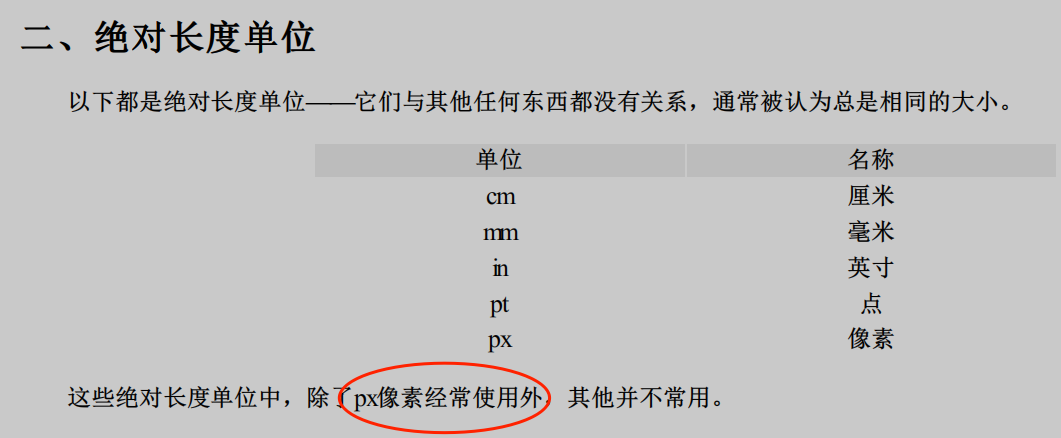 二、绝对长度单位
以下都是绝对长度单位——它们与其他任何东西都没有关系，通常被认为总是相同的大小。
单位 名称
cm 厘米
mm 毫米
in 英寸
pt 点
px 像素
这些绝对长度单位中，除了px像素经常使用外，其他并不常用。